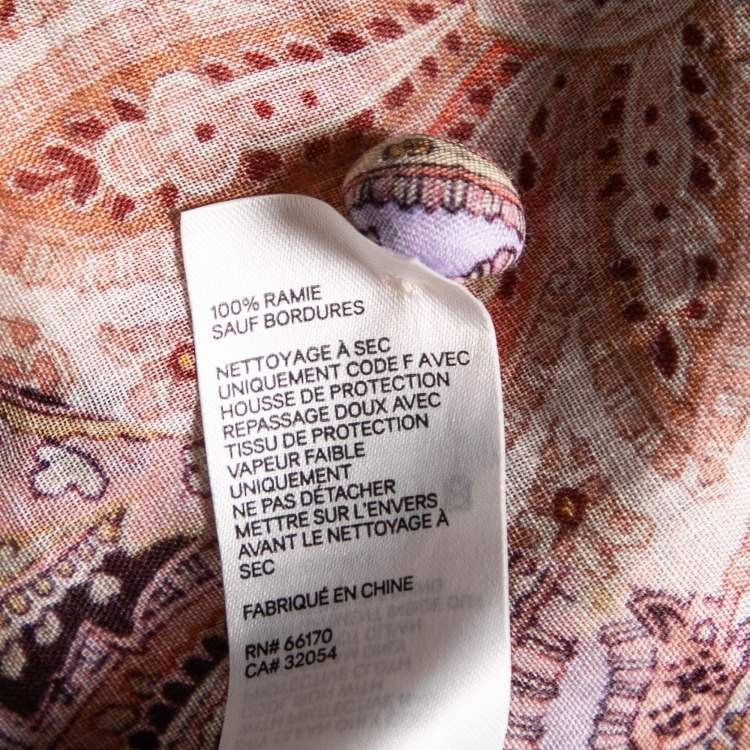 100% RAMIE
SAUF BORDURES
NETTOYAGE À SEC
UNIQUEMENT CODE F AVEC
HOUSSE DE PROTECTION
REPASSAGE DOUX AVEC
TISSU DE PROTECTION
VAPEUR FAIBLE
UNIQUEMENT
NE PAS DÉTACHER
METTRE SUR L'ENVERS
AVANT LE NETTOYAGE À
SEC
FABRIQUÉ EN CHINE
RN# 66170
CA# 32054